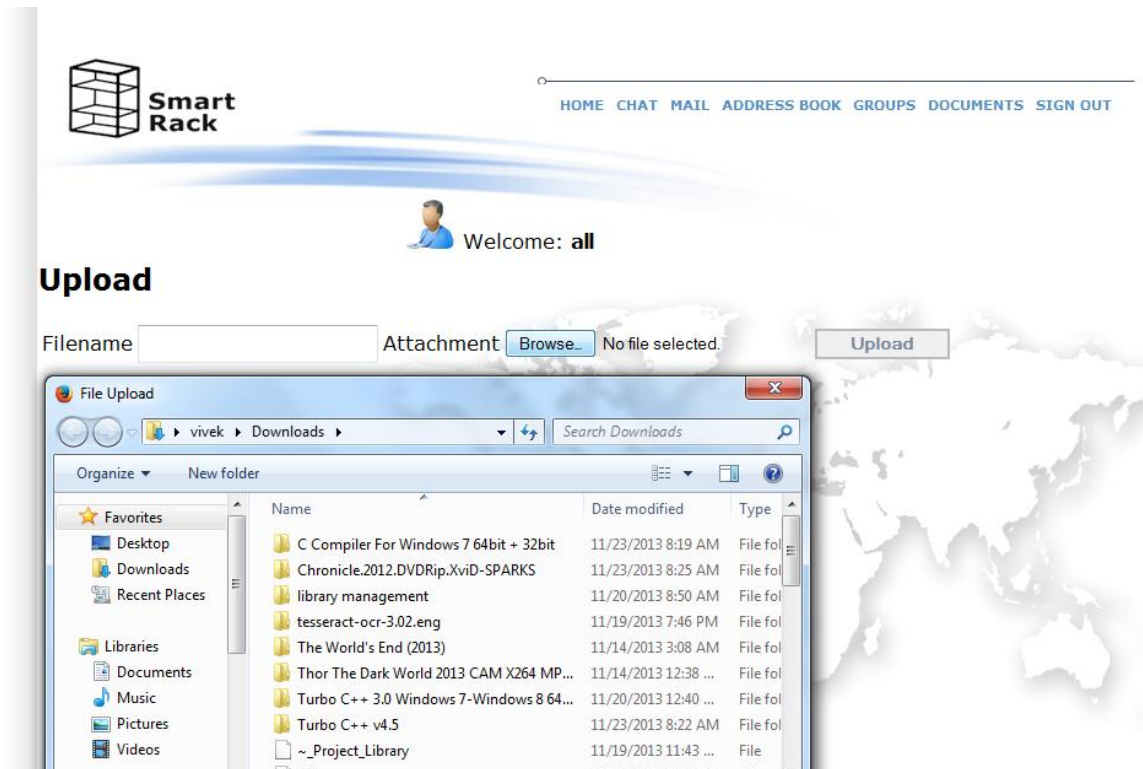 Smart
Rack
HOME CHAT MAIL ADDRESS BOOK GROUPS DOCUMENTS SIGN OUT
Welcome: all
Upload
Filename Attachment Browse... No file selected. Upload
File Upload
vivek Downloads Search Downloads
Organize New folder
Favorites
Desktop
Downloads
Recent Places
Libraries
Documents
Music
Pictures
Videos
Name Date modified Type
C Compiler For Windows 7 64bit + 32bit 11/23/2013 8:19 AM File fol
Chronicle.2012.DVDRip.XviD-SPARKS 11/23/2013 8:25 AM File fol
library management 11/20/2013 8:50 AM File fol
tesseract-ocr-3.02.eng 11/19/2013 7:46 PM File fol
The World's End (2013) 11/14/2013 3:08 AM File fol
Thor The Dark World 2013 CAM X264 MP... 11/14/2013 12:38 ... File fol
Turbo C++ 3.0 Windows 7-Windows 8 64... 11/20/2013 12:40 ... File fol
Turbo C++ v4.5 11/23/2013 8:22 AM File fol
~_Project_Library 11/19/2013 11:43 ... File